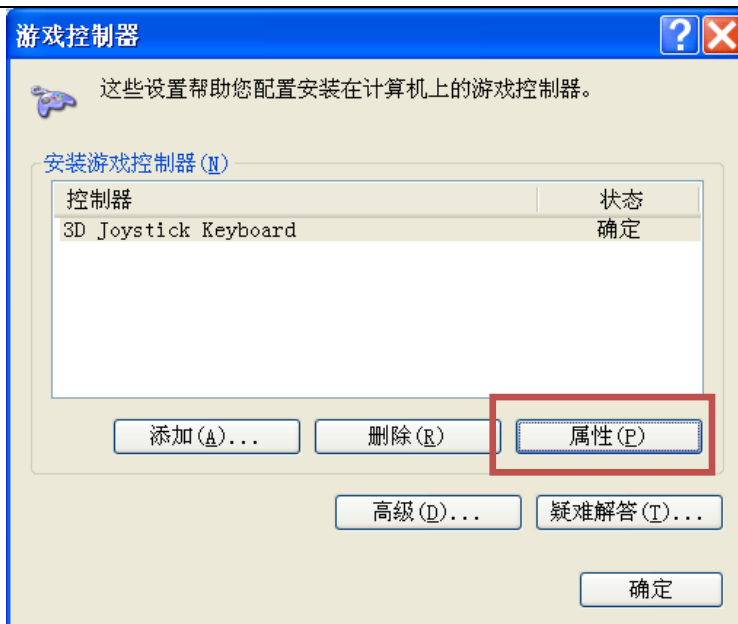 游戏控制器
这些设置帮助您配置安装在计算机上的游戏控制器。
安装游戏控制器(N)
控制器 状态
3D Joystick Keyboard 确定
添加(A)... 删除(R) 属性(P)
高级(D)... 疑难解答(T)...
确定